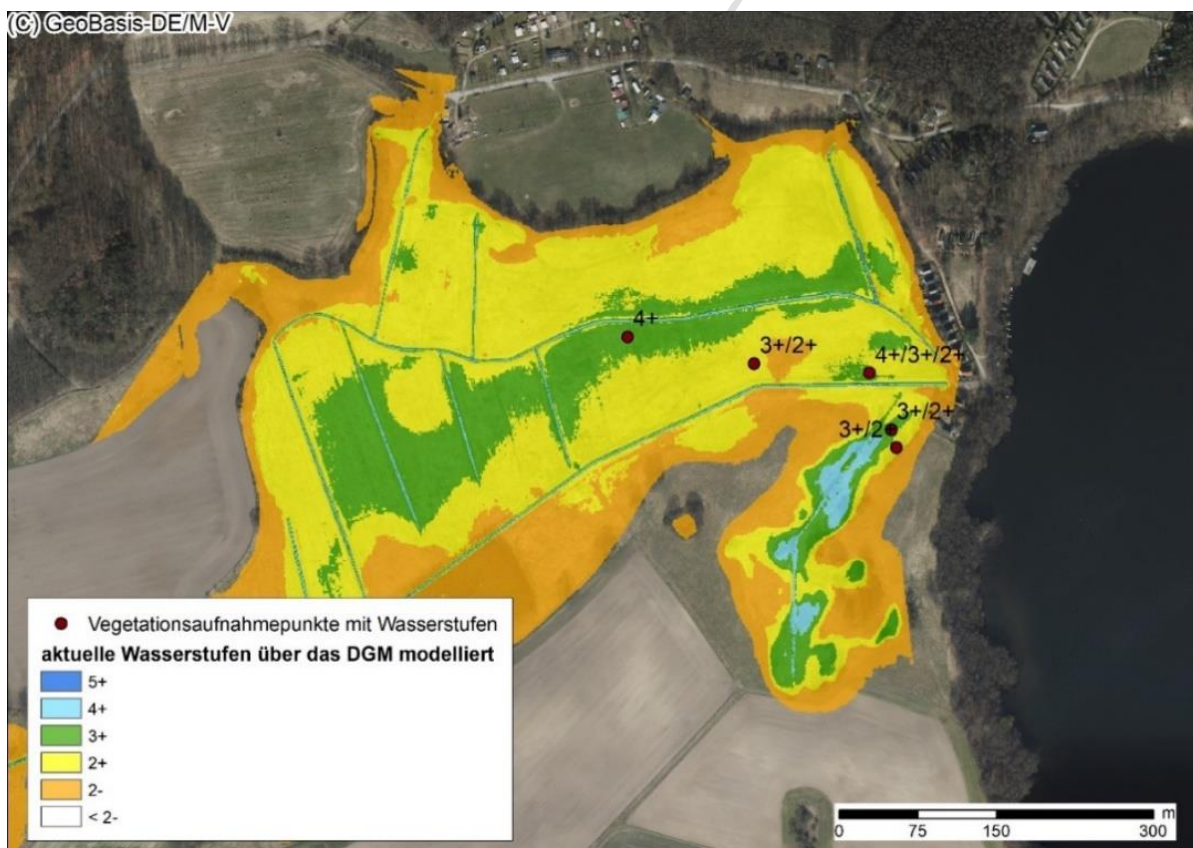 (C) GeoBasis-DE/M-V
4+
3+/2+
4+/3+/2+
3+/2+
3+/2+
Vegetationsaufnahmepunkte mit Wasserstufen
aktuelle Wasserstufen über das DGM modelliert
5+
4+
3+
2+
2-
< 2-
m
0 75 150 300